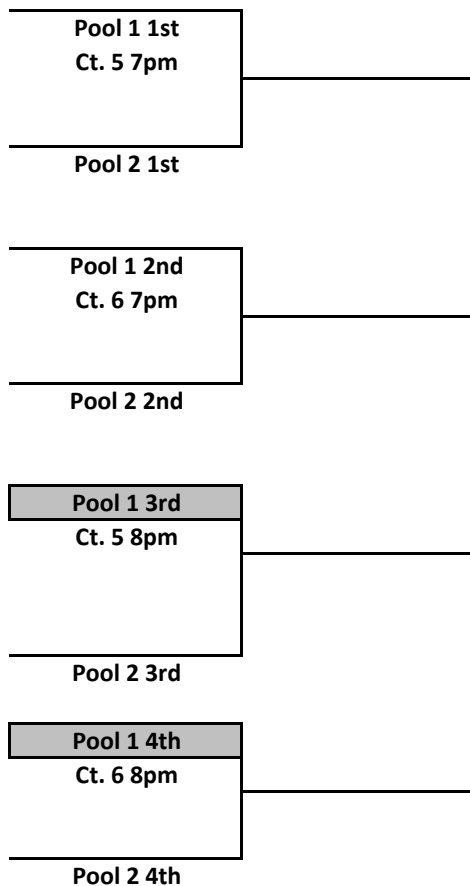 Pool 1 1st
Ct. 5 7pm
Pool 2 1st
Pool 1 2nd
Ct. 6 7pm
Pool 2 2nd
Pool 1 3rd
Ct. 5 8pm
Pool 2 3rd
Pool 1 4th
Ct. 6 8pm
Pool 2 4th